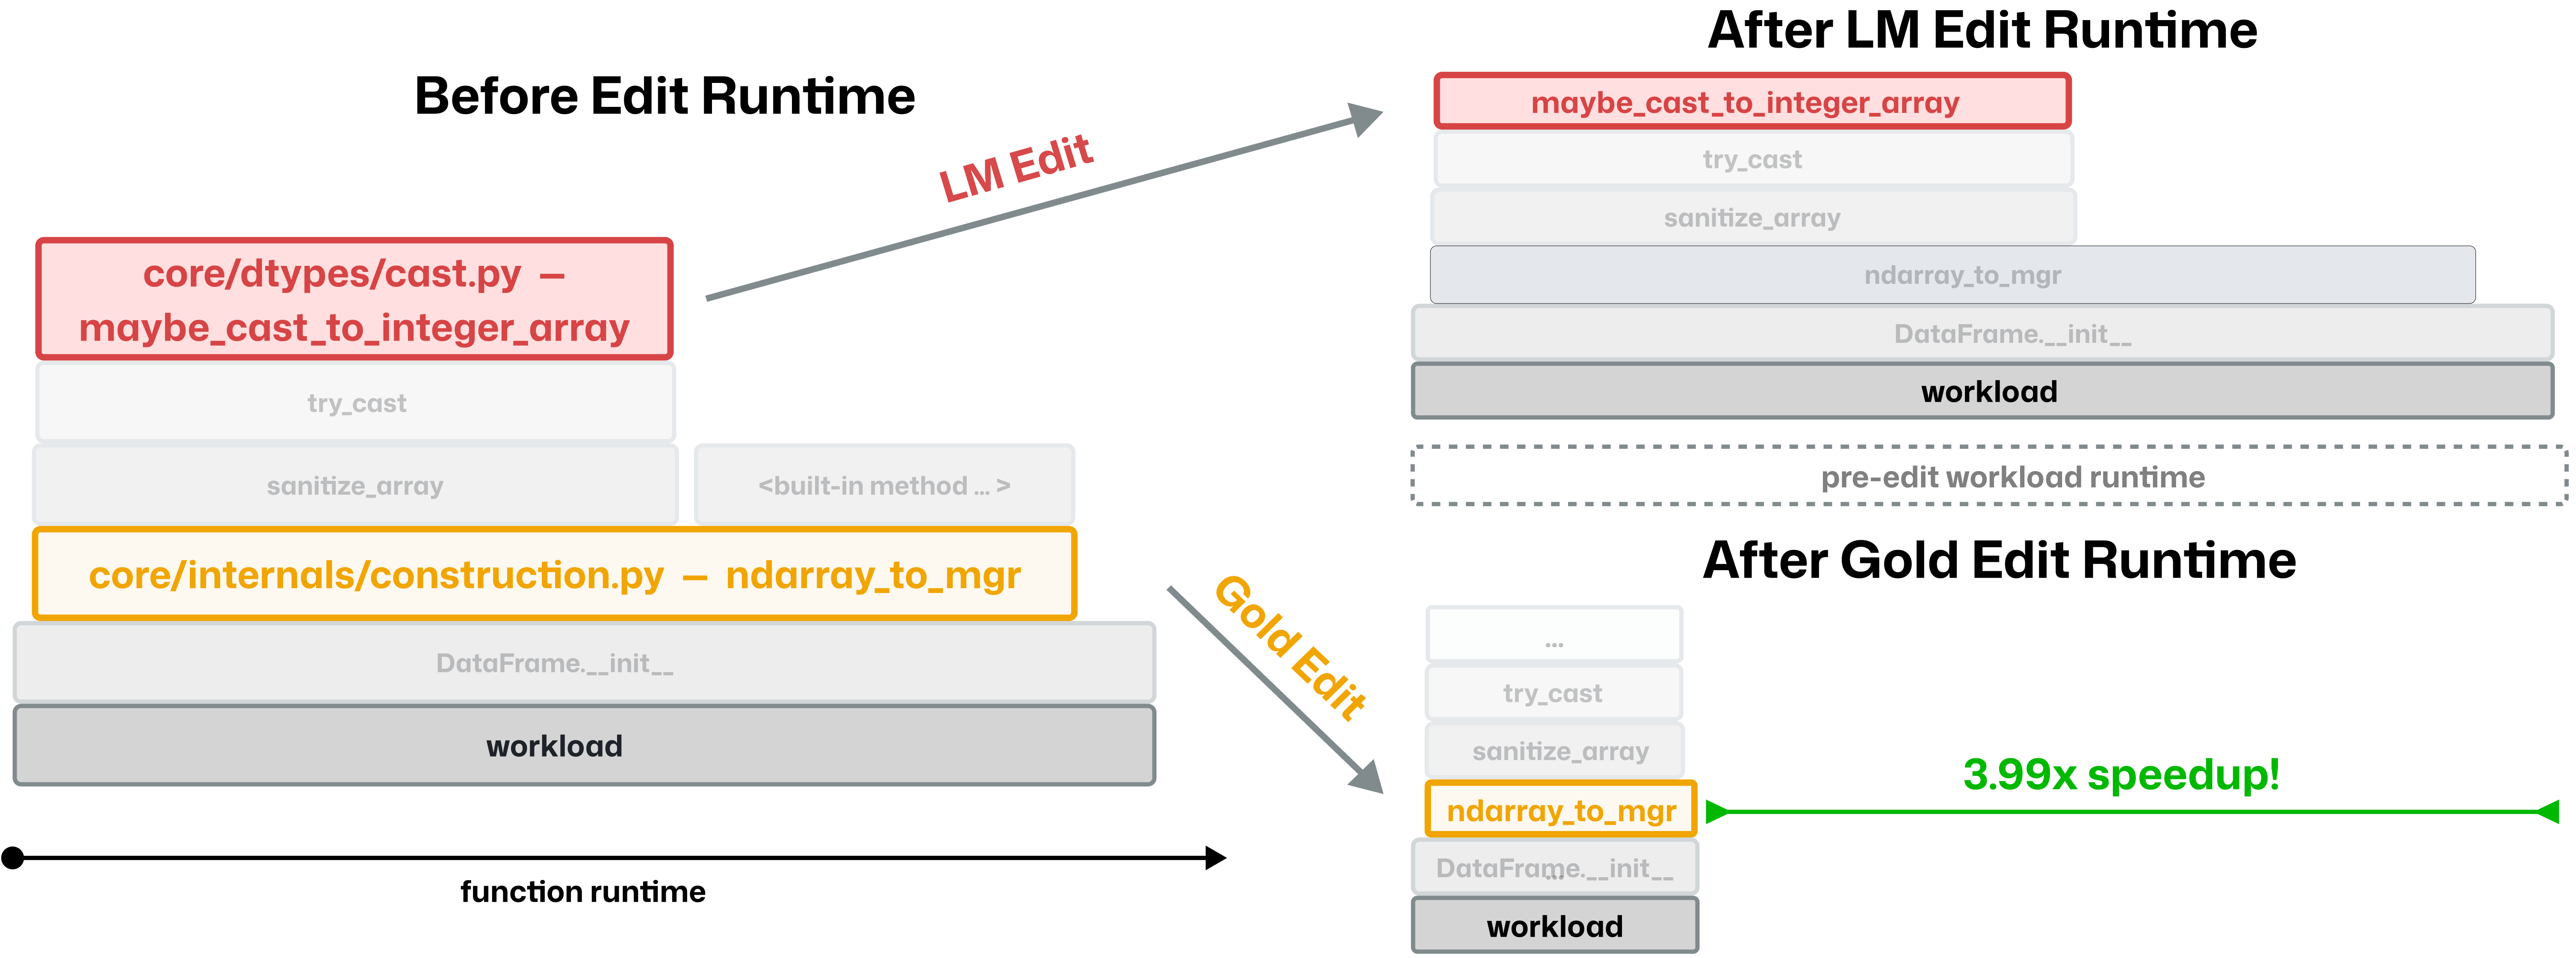 Before Edit Runtime
core/dtypes/cast.py –
maybe_cast_to_integer_array
try_cast
sanitize_array
<built-in method ... >
core/internals/construction.py – ndarray_to_mgr
DataFrame.__init__
workload
function runtime
LM Edit
Gold Edit
After LM Edit Runtime
maybe_cast_to_integer_array
try_cast
sanitize_array
ndarray_to_mgr
DataFrame.__init__
workload
pre-edit workload runtime
After Gold Edit Runtime
...
try_cast
sanitize_array
ndarray_to_mgr
3.99x speedup!
DataFrame.__init__
...
workload